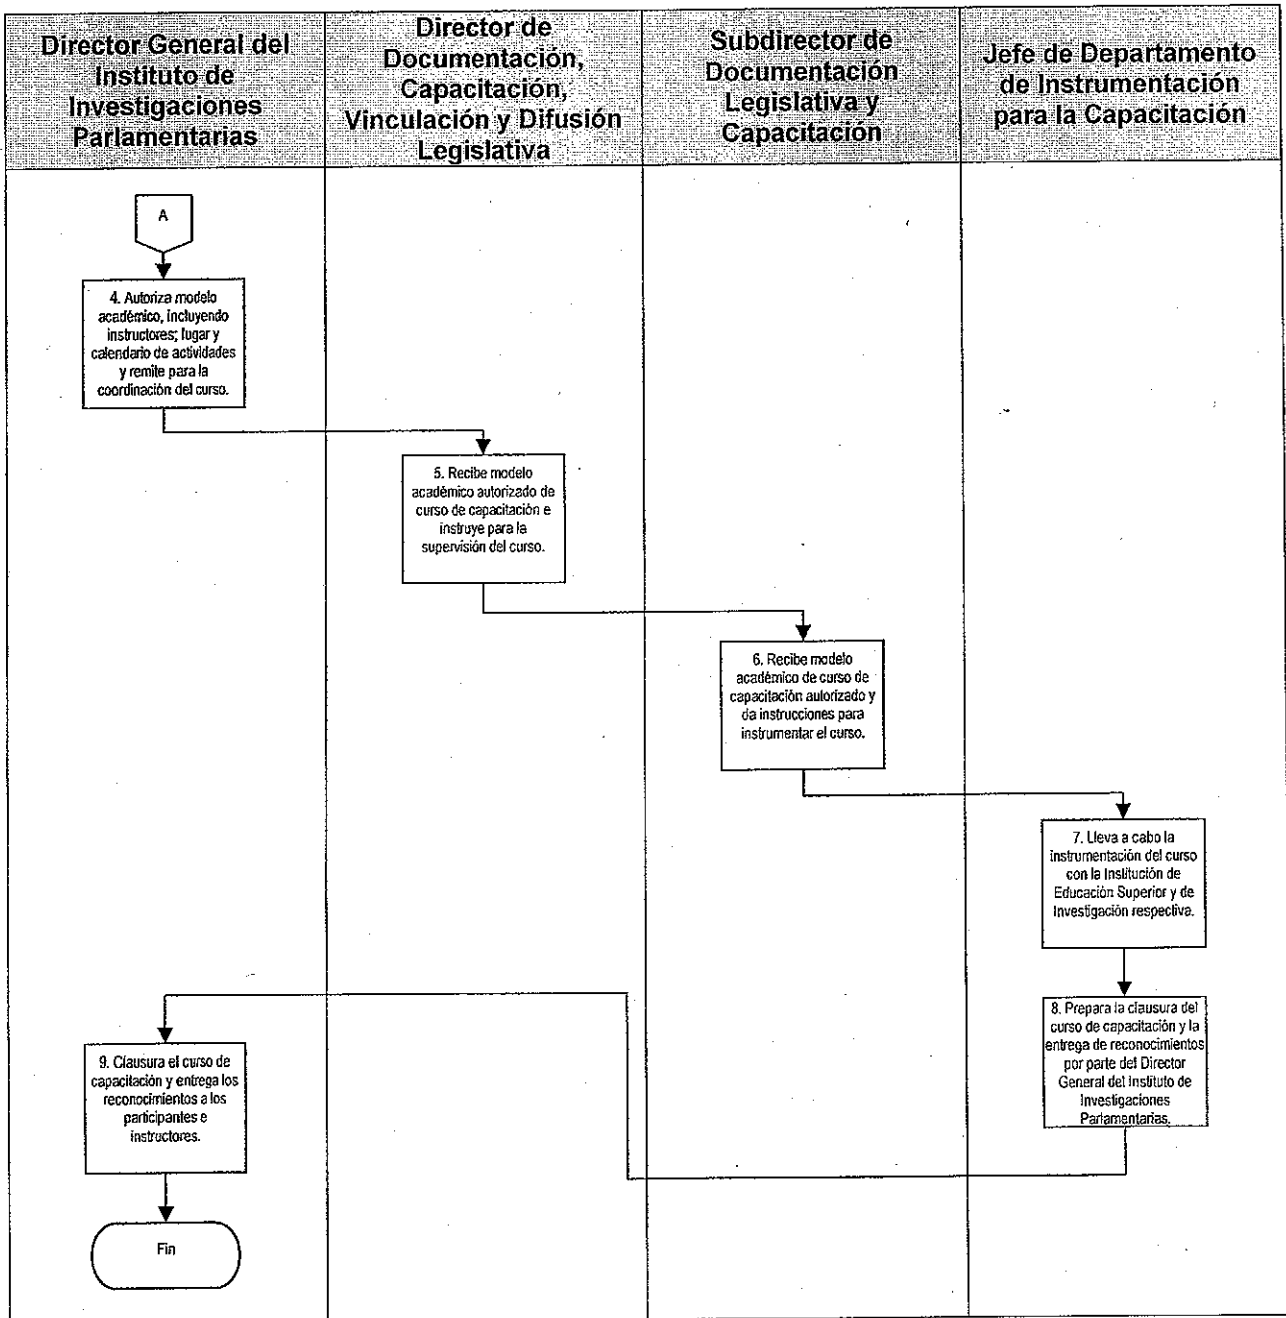 Director General del
Instituto de
Investigaciones
Parlamentarias
Director de
Documentación,
Capacitación,
Vinculación y Difusión
Legislativa
Subdirector de
Documentación
Legislativa y
Capacitación
Jefe de Departamento
de Instrumentación
para la Capacitación
A
4. Autoriza modelo
académico, incluyendo
instructores; lugar y
calendario de actividades
y remite para la
coordinación del curso.
5. Recibe modelo
académico autorizado de
curso de capacitación e
instruye para la
supervisión del curso.
6. Recibe modelo
académico de curso de
capacitación autorizado y
da instrucciones para
instrumentar el curso.
7. Lleva a cabo la
instrumentación del curso
con la Institución de
Educación Superior y de
Investigación respectiva.
8. Prepara la clausura del
curso de capacitación y la
entrega de reconocimientos
por parte del Director
General del Instituto de
Investigaciones
Parlamentarias.
9. Clausura el curso de
capacitación y entrega los
reconocimientos a los
participantes e
instructores.
Fin